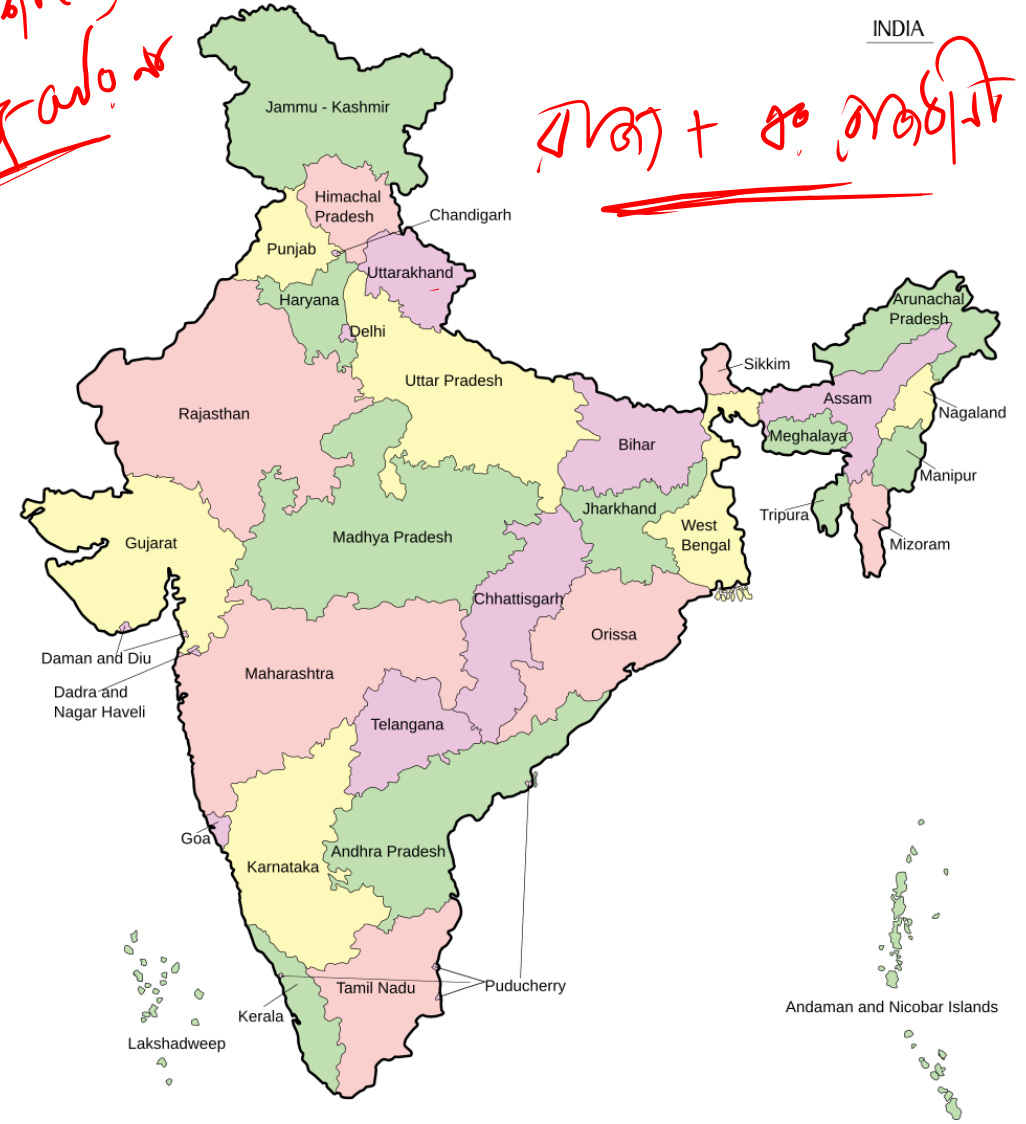 INDIA
রাজ্য + এর রাজধানী
Jammu - Kashmir
Himachal
Pradesh
Chandigarh
Punjab
Uttarakhand
Haryana
Delhi
Arunachal
Pradesh
Sikkim
Uttar Pradesh
Assam
Rajasthan
Nagaland
Meghalaya
Bihar
Manipur
Jharkhand
Tripura
West
Bengal
Madhya Pradesh
Gujarat
Mizoram
Chhattisgarh
Orissa
Daman and Diu
Maharashtra
Dadra and
Nagar Haveli
Telangana
Goa
Andhra Pradesh
Karnataka
Puducherry
Tamil Nadu
Andaman and Nicobar Islands
Kerala
Lakshadweep